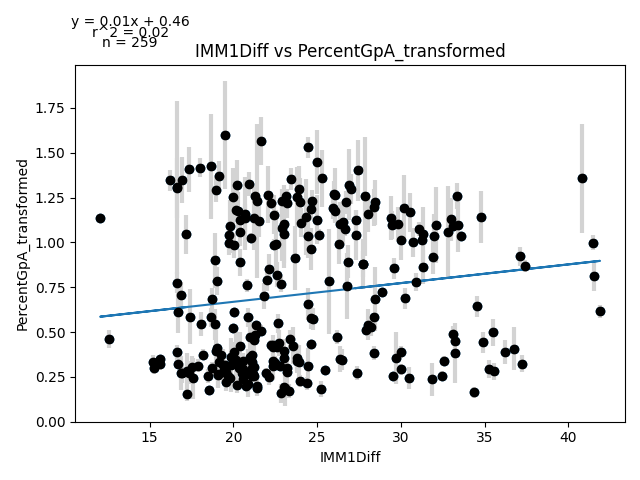 y = 0.01x + 0.46
r^2 = 0.02
n = 259
IMM1Diff vs PercentGpA_transformed
PercentGpA_transformed
1.75
1.50
1.25
1.00
0.75
0.50
0.25
0.00
15 20 25 30 35 40
IMM1Diff